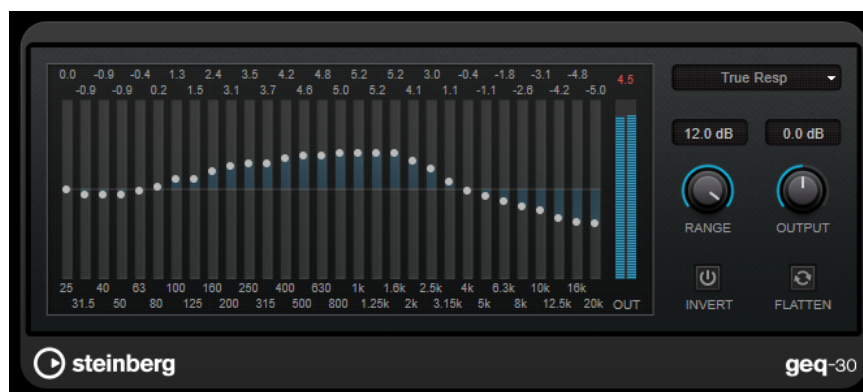 0.0 -0.9 -0.4 1.3 2.4 3.5 4.2 4.8 5.2 5.2 3.0 -0.4 -1.8 -3.1 -4.8
-0.9 -0.9 0.2 1.5 3.1 3.7 4.6 5.0 5.2 4.1 1.1 -1.1 -2.6 -4.2 -5.0
4.5
True Resp
12.0 dB 0.0 dB
RANGE OUTPUT
25 40 63 100 160 250 400 630 1k 1.6k 2.5k 4k 6.3k 10k 16k
31.5 50 80 125 200 315 500 800 1.25k 2k 3.15k 5k 8k 12.5k 20k OUT
INVERT FLATTEN
steinberg
geq-30